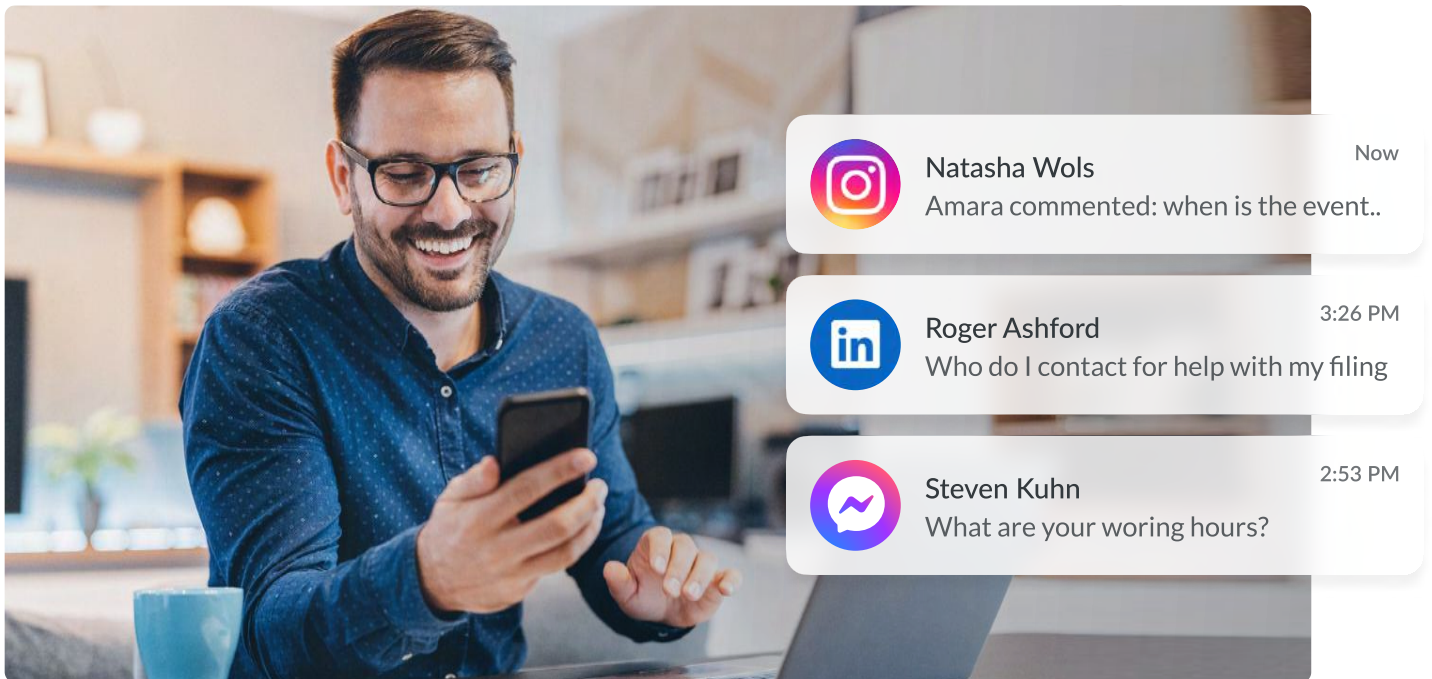 Natasha Wols
Now
Amara commented: when is the event..
in
Roger Ashford
3:26 PM
Who do I contact for help with my filing
Steven Kuhn
2:53 PM
What are your woring hours?